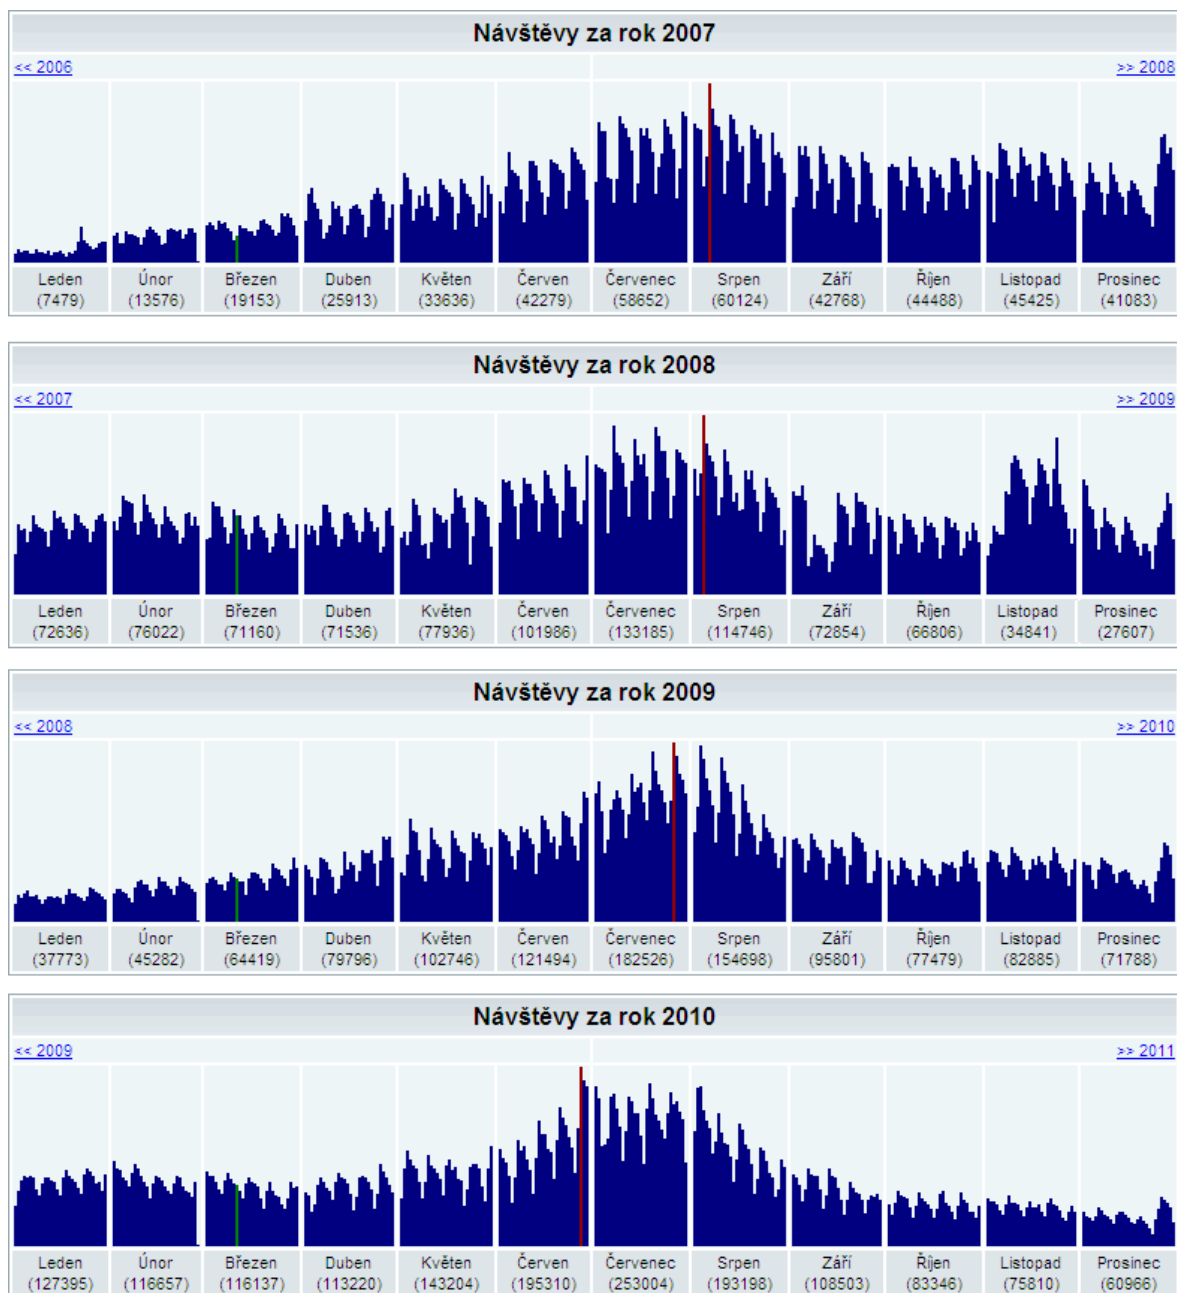 Návštěvy za rok 2007
<< 2006 >> 2008
Leden Únor Březen Duben Květen Červen Červenec Srpen Září Říjen Listopad Prosinec
(7479) (13576) (19153) (25913) (33636) (42279) (58652) (60124) (42768) (44488) (45425) (41083)
Návštěvy za rok 2008
<< 2007 >> 2009
Leden Únor Březen Duben Květen Červen Červenec Srpen Září Říjen Listopad Prosinec
(72636) (76022) (71160) (71536) (77936) (101986) (133185) (114746) (72854) (66806) (34841) (27607)
Návštěvy za rok 2009
<< 2008 >> 2010
Leden Únor Březen Duben Květen Červen Červenec Srpen Září Říjen Listopad Prosinec
(37773) (45282) (64419) (79796) (102746) (121494) (182526) (154698) (95801) (77479) (82885) (71788)
Návštěvy za rok 2010
<< 2009 >> 2011
Leden Únor Březen Duben Květen Červen Červenec Srpen Září Říjen Listopad Prosinec
(127395) (116657) (116137) (113220) (143204) (195310) (253004) (193198) (108503) (83346) (75810) (60966)